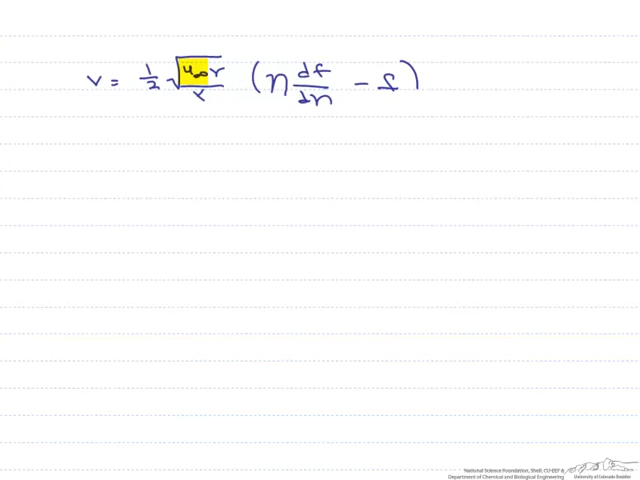 v = 1/2 √(u∞ r / x) (η df/dη - f)
National Science Foundation, Shell, CU-EEF &
Department of Chemical and Biological Engineering
University of Colorado Boulder